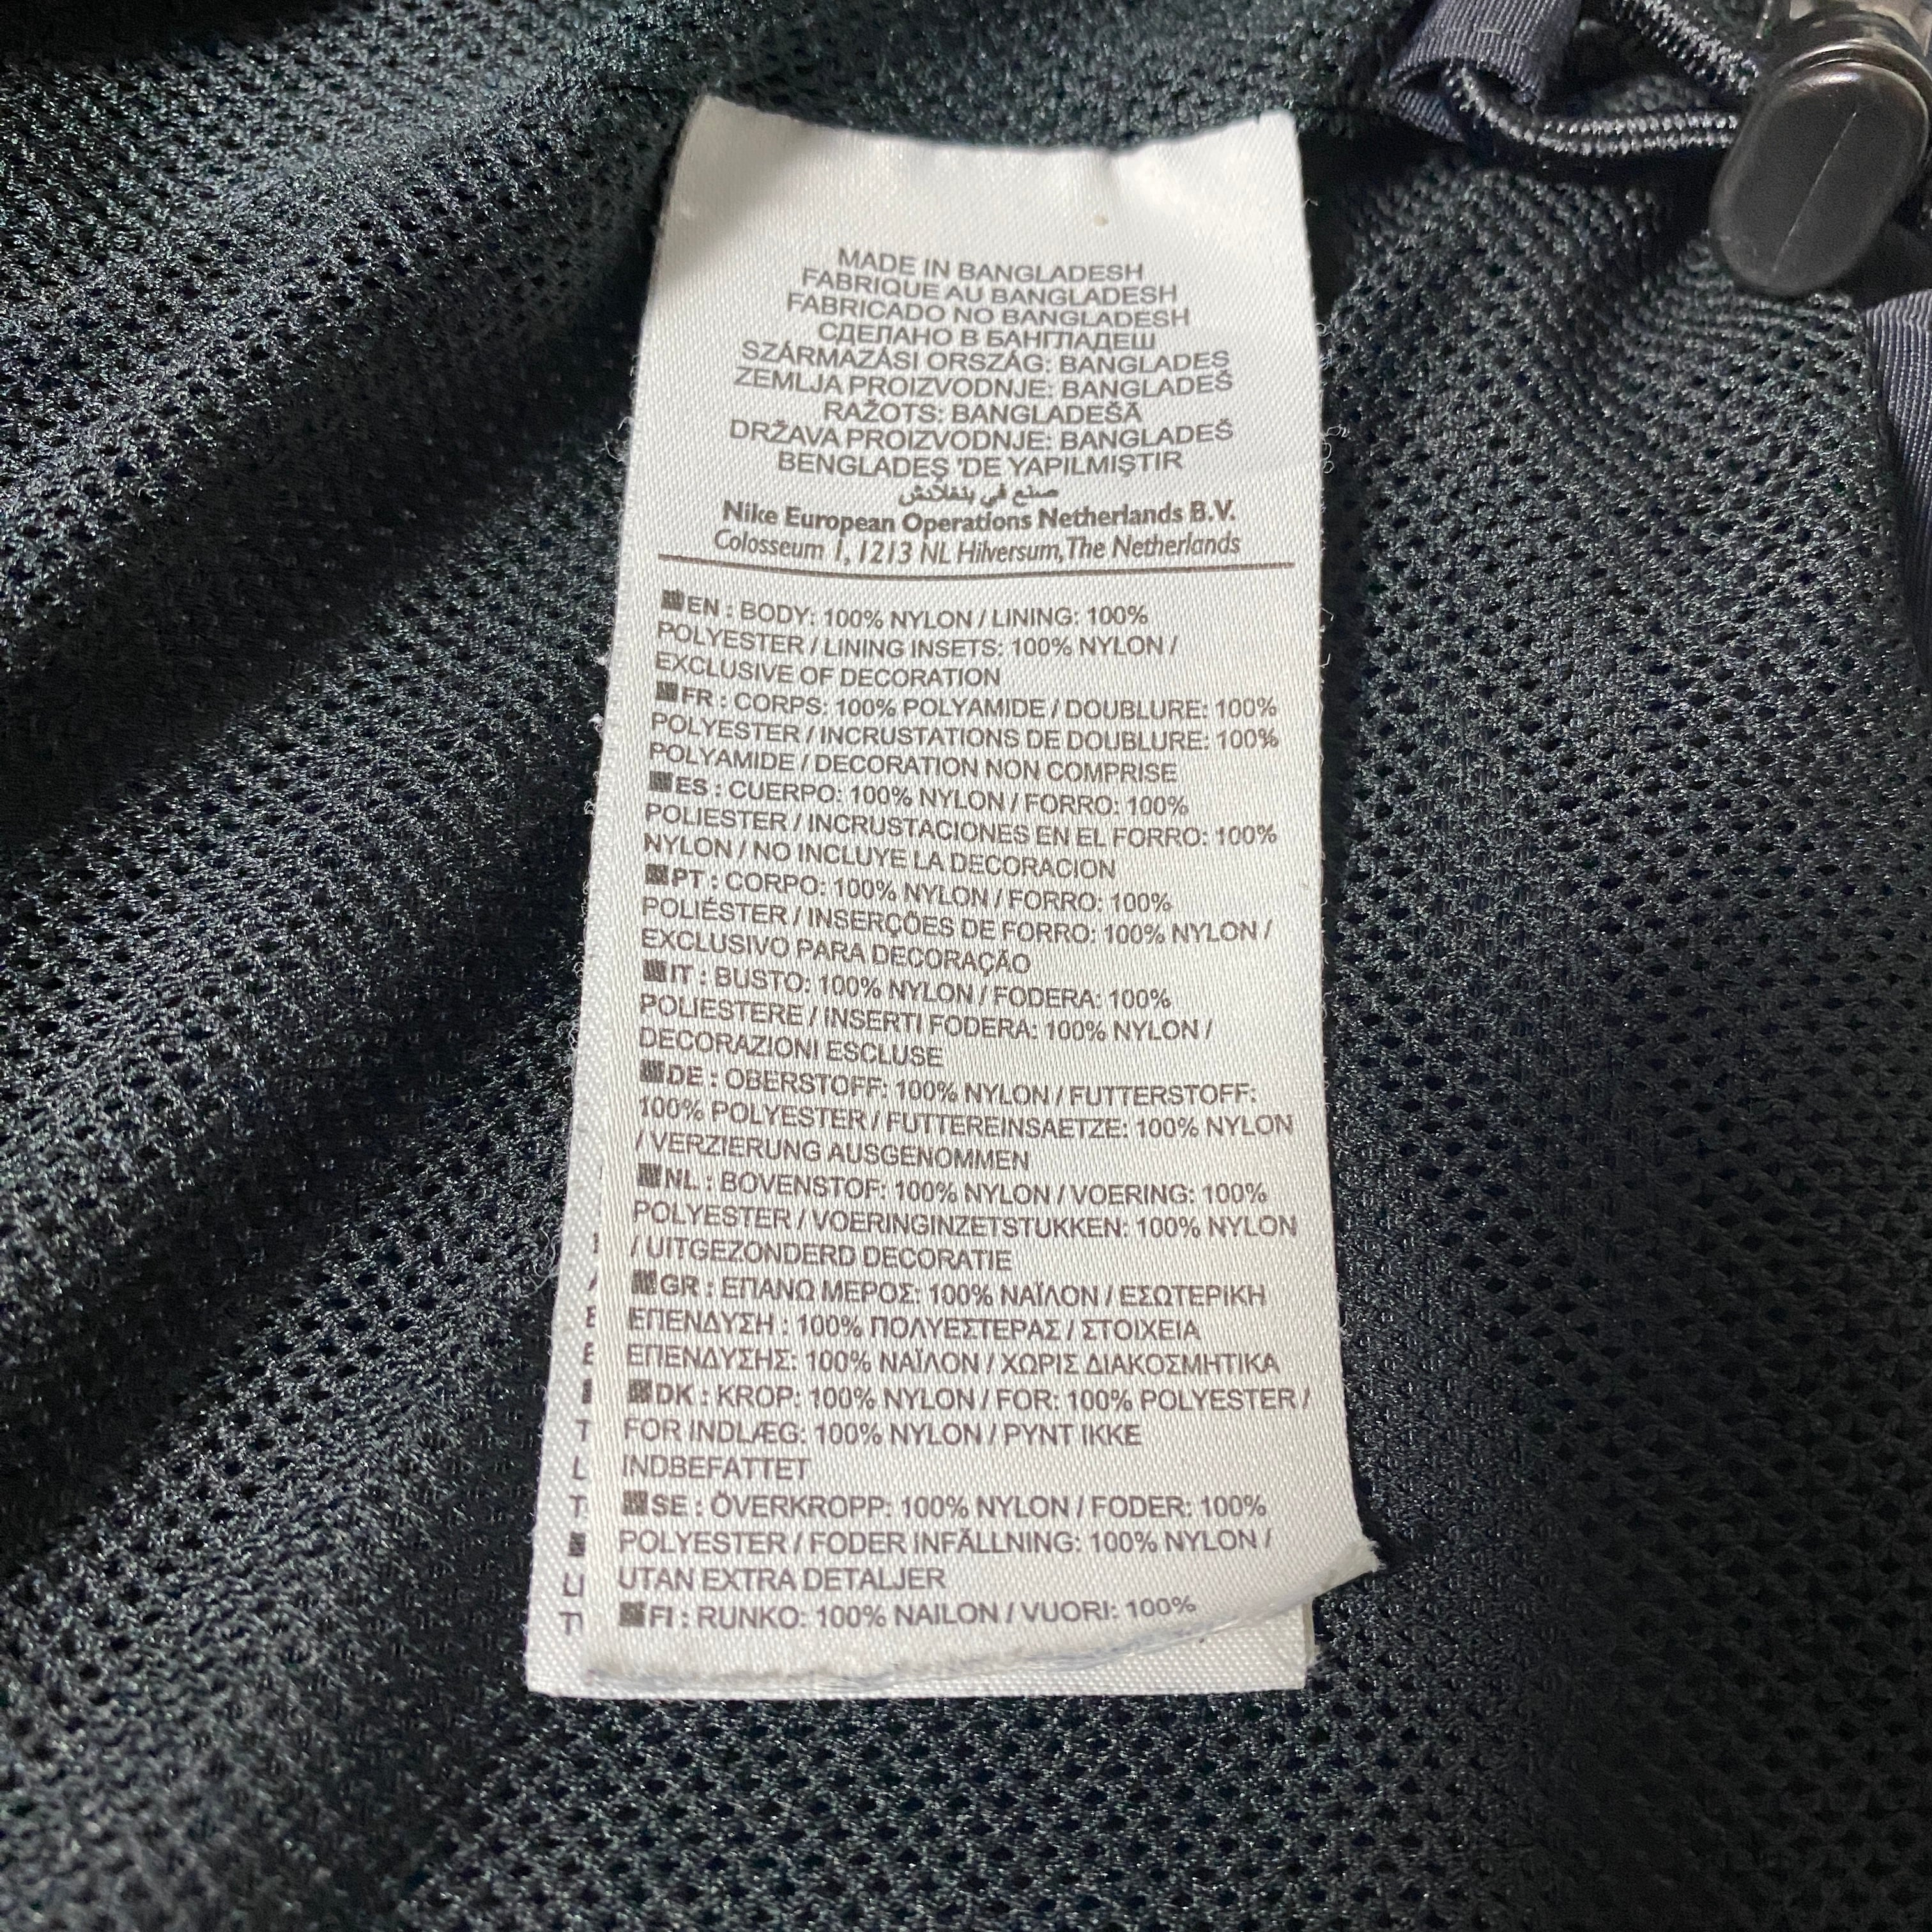 MADE IN BANGLADESH
FABRIQUE AU BANGLADESH
FABRICADO NO BANGLADESH
СДЕЛАНО В БАНГЛАДЕШ
SZÁRMAZÁSI ORSZÁG: BANGLADES
ZEMLJA PROIZVODNJE: BANGLADEŠ
RAŽOTS: BANGLADEŠĀ
DRŽAVA PROIZVODNJE: BANGLADEŠ
BENGLADEŞ 'DE YAPILMIŞTIR
صنع في بنغلادش
Nike European Operations Netherlands B.V.
Colosseum 1, 1213 NL Hilversum, The Netherlands
EN : BODY: 100% NYLON / LINING: 100%
POLYESTER / LINING INSETS: 100% NYLON /
EXCLUSIVE OF DECORATION
FR : CORPS: 100% POLYAMIDE / DOUBLURE: 100%
POLYESTER / INCRUSTATIONS DE DOUBLURE: 100%
POLYAMIDE / DECORATION NON COMPRISE
ES : CUERPO: 100% NYLON / FORRO: 100%
POLIESTER / INCRUSTACIONES EN EL FORRO: 100%
NYLON / NO INCLUYE LA DECORACION
PT : CORPO: 100% NYLON / FORRO: 100%
POLIÉSTER / INSERÇÕES DE FORRO: 100% NYLON /
EXCLUSIVO PARA DECORAÇÃO
IT : BUSTO: 100% NYLON / FODERA: 100%
POLIESTERE / INSERTI FODERA: 100% NYLON /
DECORAZIONI ESCLUSE
DE : OBERSTOFF: 100% NYLON / FUTTERSTOFF:
100% POLYESTER / FUTTEREINSAETZE: 100% NYLON
/ VERZIERUNG AUSGENOMMEN
NL : BOVENSTOF: 100% NYLON / VOERING: 100%
POLYESTER / VOERINGINZETSTUKKEN: 100% NYLON
/ UITGEZONDERD DECORATIE
GR : ΕΠΑΝΩ ΜΕΡΟΣ: 100% ΝΑΪΛΟΝ / ΕΣΩΤΕΡΙΚΗ
ΕΠΕΝΔΥΣΗ : 100% ΠΟΛΥΕΣΤΕΡΑΣ / ΣΤΟΙΧΕΙΑ
ΕΠΕΝΔΥΣΗΣ: 100% ΝΑΪΛΟΝ / ΧΩΡΙΣ ΔΙΑΚΟΣΜΗΤΙΚΑ
DK : KROP: 100% NYLON / FOR: 100% POLYESTER /
FOR INDLÆG: 100% NYLON / PYNT IKKE
INDBEFATTET
SE : ÖVERKROPP: 100% NYLON / FODER: 100%
POLYESTER / FODER INFÄLLNING: 100% NYLON /
UTAN EXTRA DETALJER
FI : RUNKO: 100% NAILON / VUORI: 100%